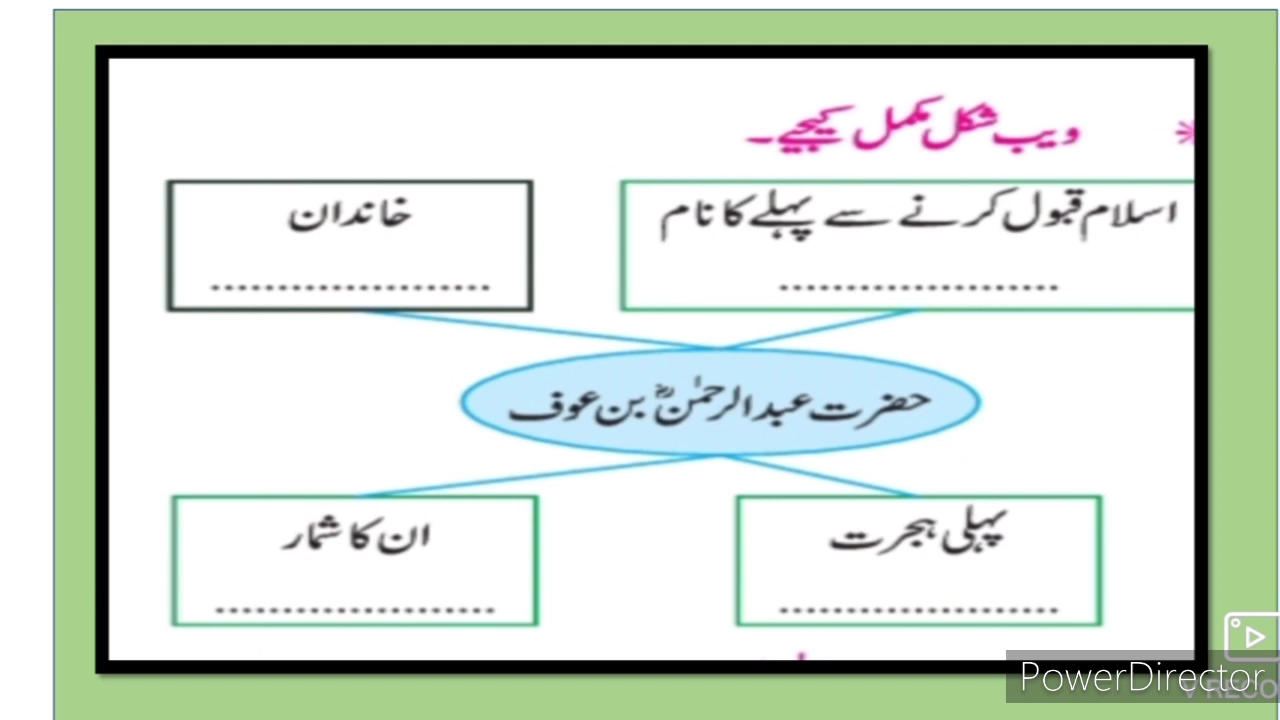 * ویب شکل مکمل کیجیے۔
اسلام قبول کرنے سے پہلے کا نام
....................
خاندان
....................
حضرت عبدالرحمٰنؓ بن عوف
پہلی ہجرت
....................
ان کا شمار
....................
PowerDirector
V RECO